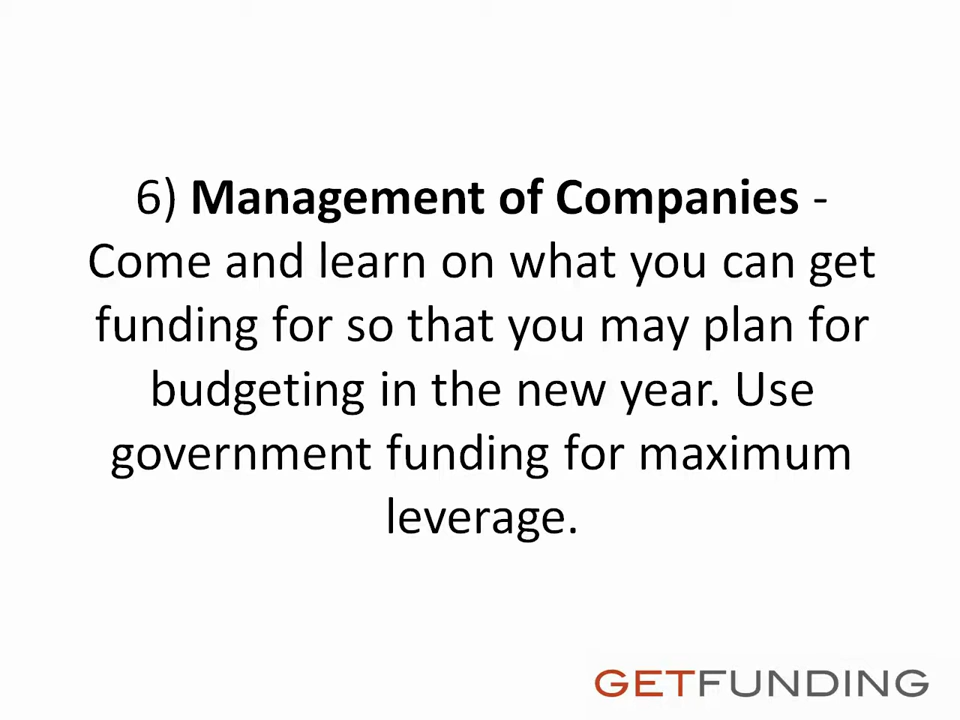 6) Management of Companies -
Come and learn on what you can get
funding for so that you may plan for
budgeting in the new year. Use
government funding for maximum
leverage.
GETFUNDING